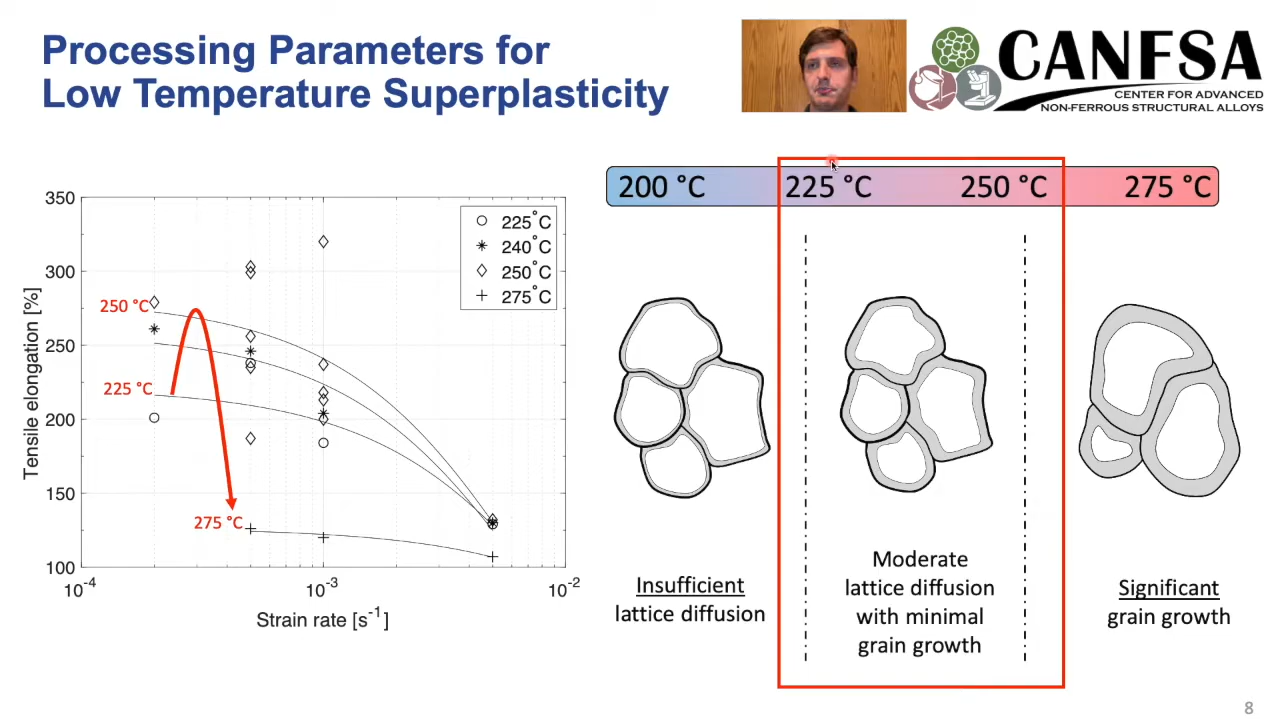 Processing Parameters for
Low Temperature Superplasticity
CANFSA
CENTER FOR ADVANCED
NON-FERROUS STRUCTURAL ALLOYS
350
300
250
200
150
100
Tensile elongation [%]
10-4
10-3
10-2
Strain rate [s-1]
225°C
240°C
250°C
275°C
250 °C
225 °C
275 °C
200 °C
225 °C
250 °C
275 °C
Insufficient
lattice diffusion
Moderate
lattice diffusion
with minimal
grain growth
Significant
grain growth
8